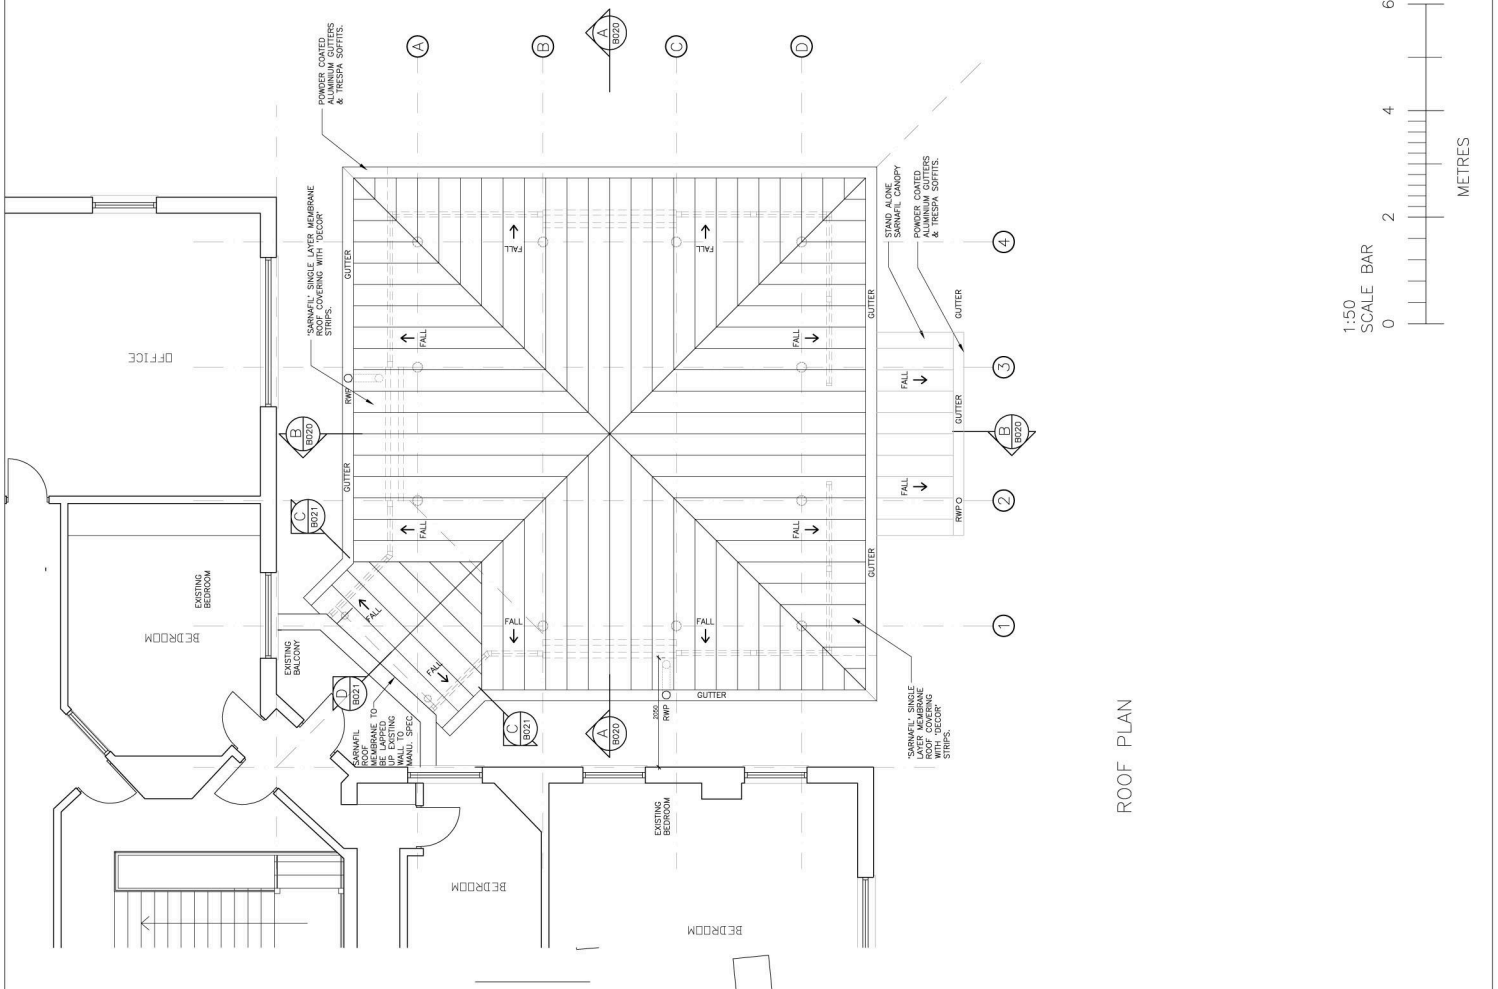 POWDER COATED
ALUMINIUM GUTTERS
& TRESPA SOFFITS.
A
B
A
B020
C
D
'SARNAFIL' SINGLE LAYER MEMBRANE
ROOF COVERING WITH 'DECOR'
STRIPS.
STAND ALONE
SARNAFIL CANOPY
POWDER COATED
ALUMINIUM GUTTERS
& TRESPA SOFFITS.
OFFICE
GUTTER
FALL
FALL
4
GUTTER
GUTTER
FALL
FALL
RWP
FALL
3
B
B020
GUTTER
GUTTER
B
B020
C
B021
FALL
FALL
FALL
RWP
2
GUTTER
EXISTING
BEDROOM
BEDROOM
EXISTING
BALCONY
FALL
FALL
FALL
FALL
1
D
B021
C
B021
SARNAFIL
ROOF
MEMBRANE TO
BE LAPPED
UP EXISTING
WALL TO
MANU. SPEC.
2050
RWP
GUTTER
A
B020
'SARNAFIL' SINGLE
LAYER MEMBRANE
ROOF COVERING
WITH 'DECOR'
STRIPS.
EXISTING
BEDROOM
BEDROOM
BEDROOM
ROOF PLAN
1:50
SCALE BAR
0
2
4
6
METRES